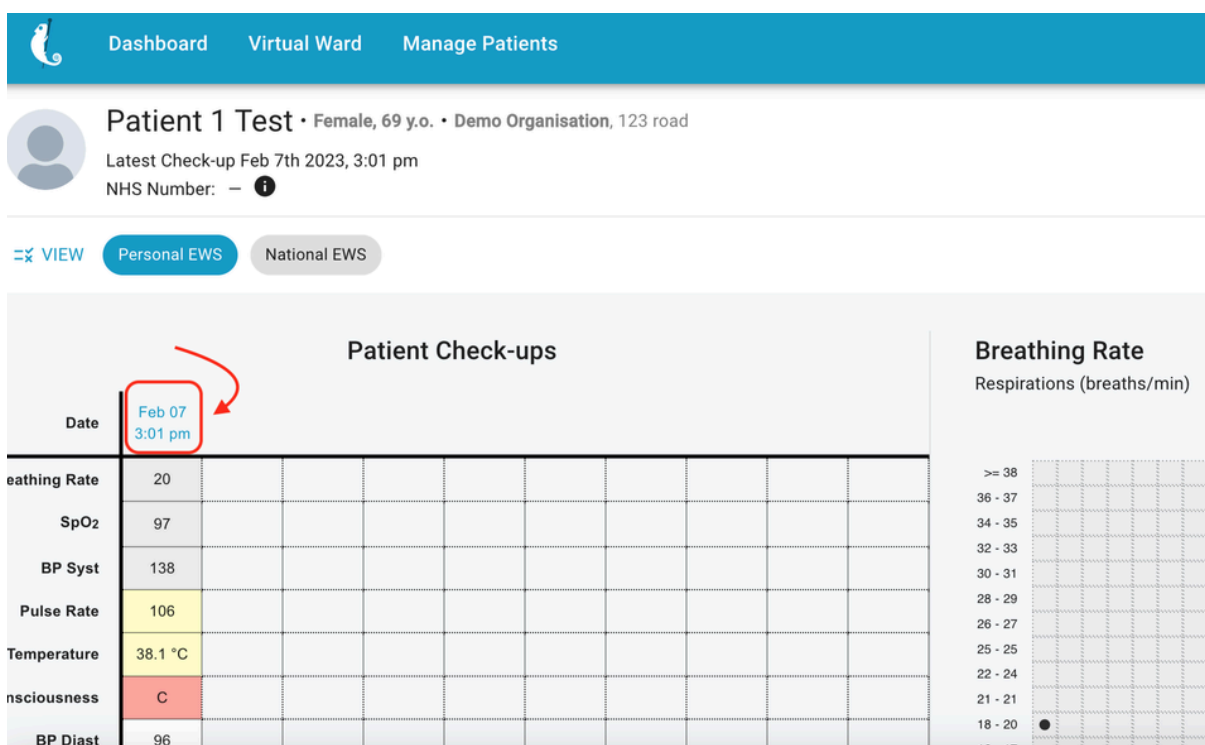 Dashboard Virtual Ward Manage Patients
Patient 1 Test • Female, 69 y.o. • Demo Organisation, 123 road
Latest Check-up Feb 7th 2023, 3:01 pm
NHS Number: –
VIEW Personal EWS National EWS
Patient Check-ups
Date Feb 07
3:01 pm
eathing Rate 20
SpO2 97
BP Syst 138
Pulse Rate 106
Temperature 38.1 °C
nsciousness C
BP Diast 96
Breathing Rate
Respirations (breaths/min)
>= 38
36 - 37
34 - 35
32 - 33
30 - 31
28 - 29
26 - 27
25 - 25
22 - 24
21 - 21
18 - 20